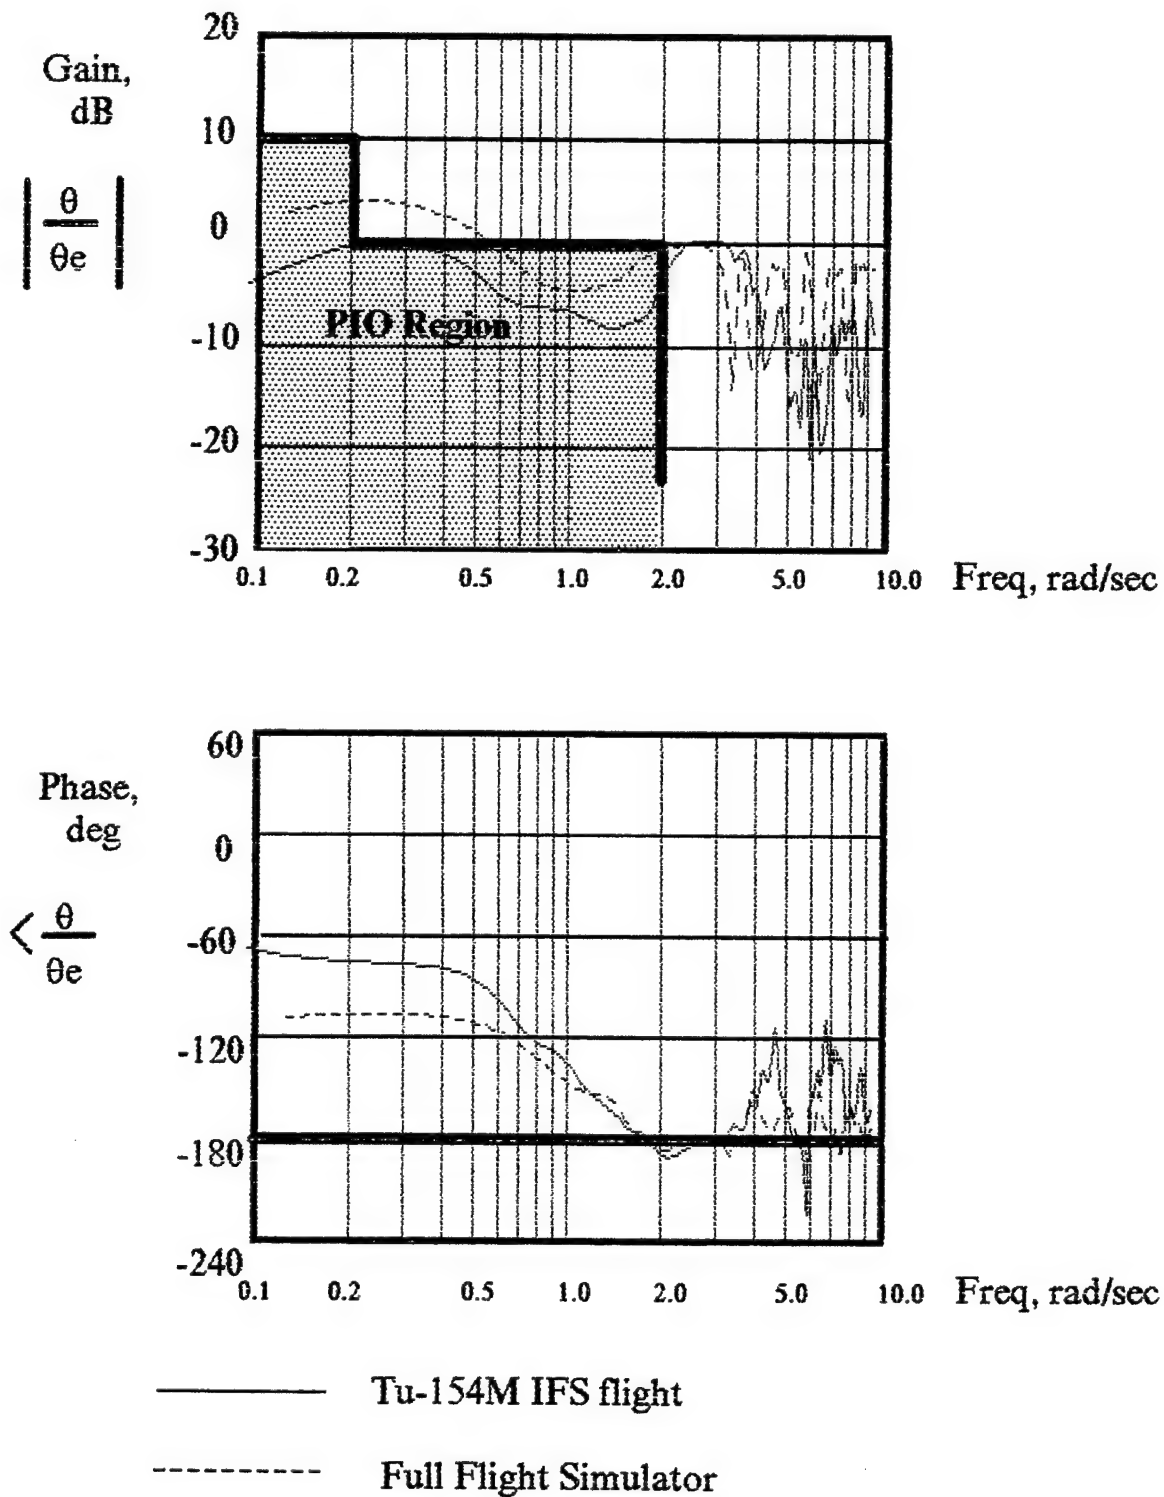 20
Gain,
dB
10
θ
θe
0
PIO Region
-10
-20
-30
0.1 0.2 0.5 1.0 2.0 5.0 10.0 Freq, rad/sec
60
Phase,
deg
0
< θ
θe
-60
-120
-180
-240
0.1 0.2 0.5 1.0 2.0 5.0 10.0 Freq, rad/sec
Tu-154M IFS flight
Full Flight Simulator